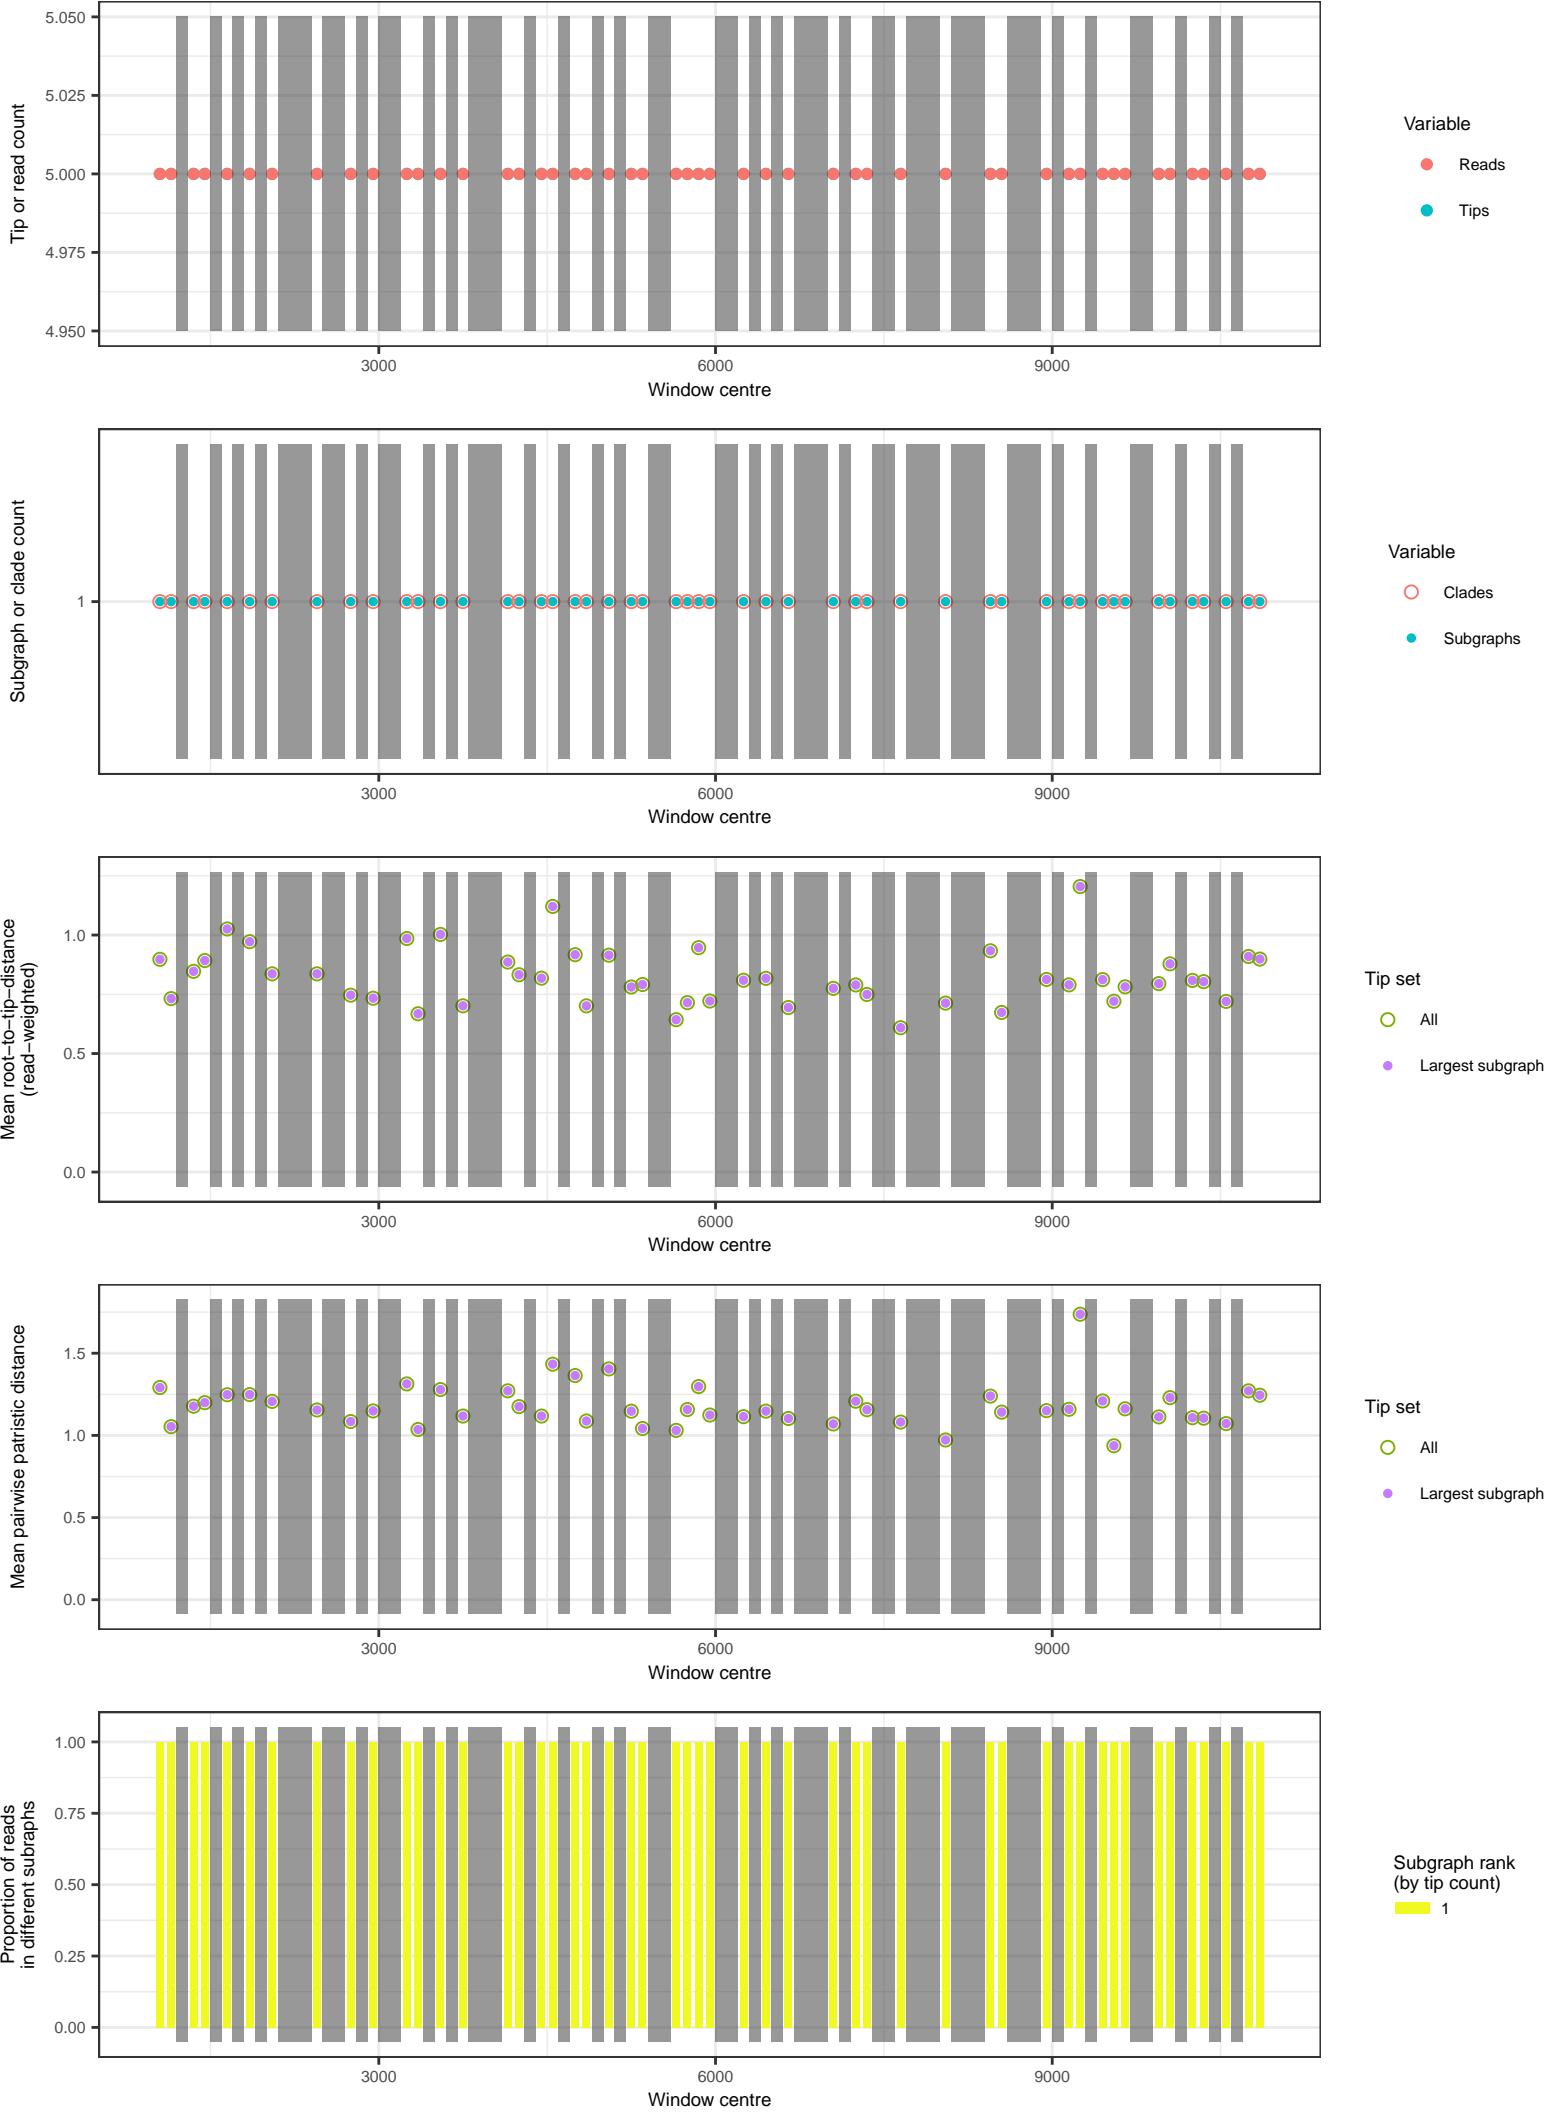 5.050
5.025
5.000
4.975
4.950
Tip or read count
3000 6000 9000
Window centre
Variable
Reads
Tips
1
Subgraph or clade count
3000 6000 9000
Window centre
Variable
Clades
Subgraphs
1.0
0.5
0.0
Mean root−to−tip−distance
(read−weighted)
3000 6000 9000
Window centre
Tip set
All
Largest subgraph
1.5
1.0
0.5
0.0
Mean pairwise patristic distance
3000 6000 9000
Window centre
Tip set
All
Largest subgraph
1.00
0.75
0.50
0.25
0.00
Proportion of reads
in different subraphs
3000 6000 9000
Window centre
Subgraph rank
(by tip count)
1